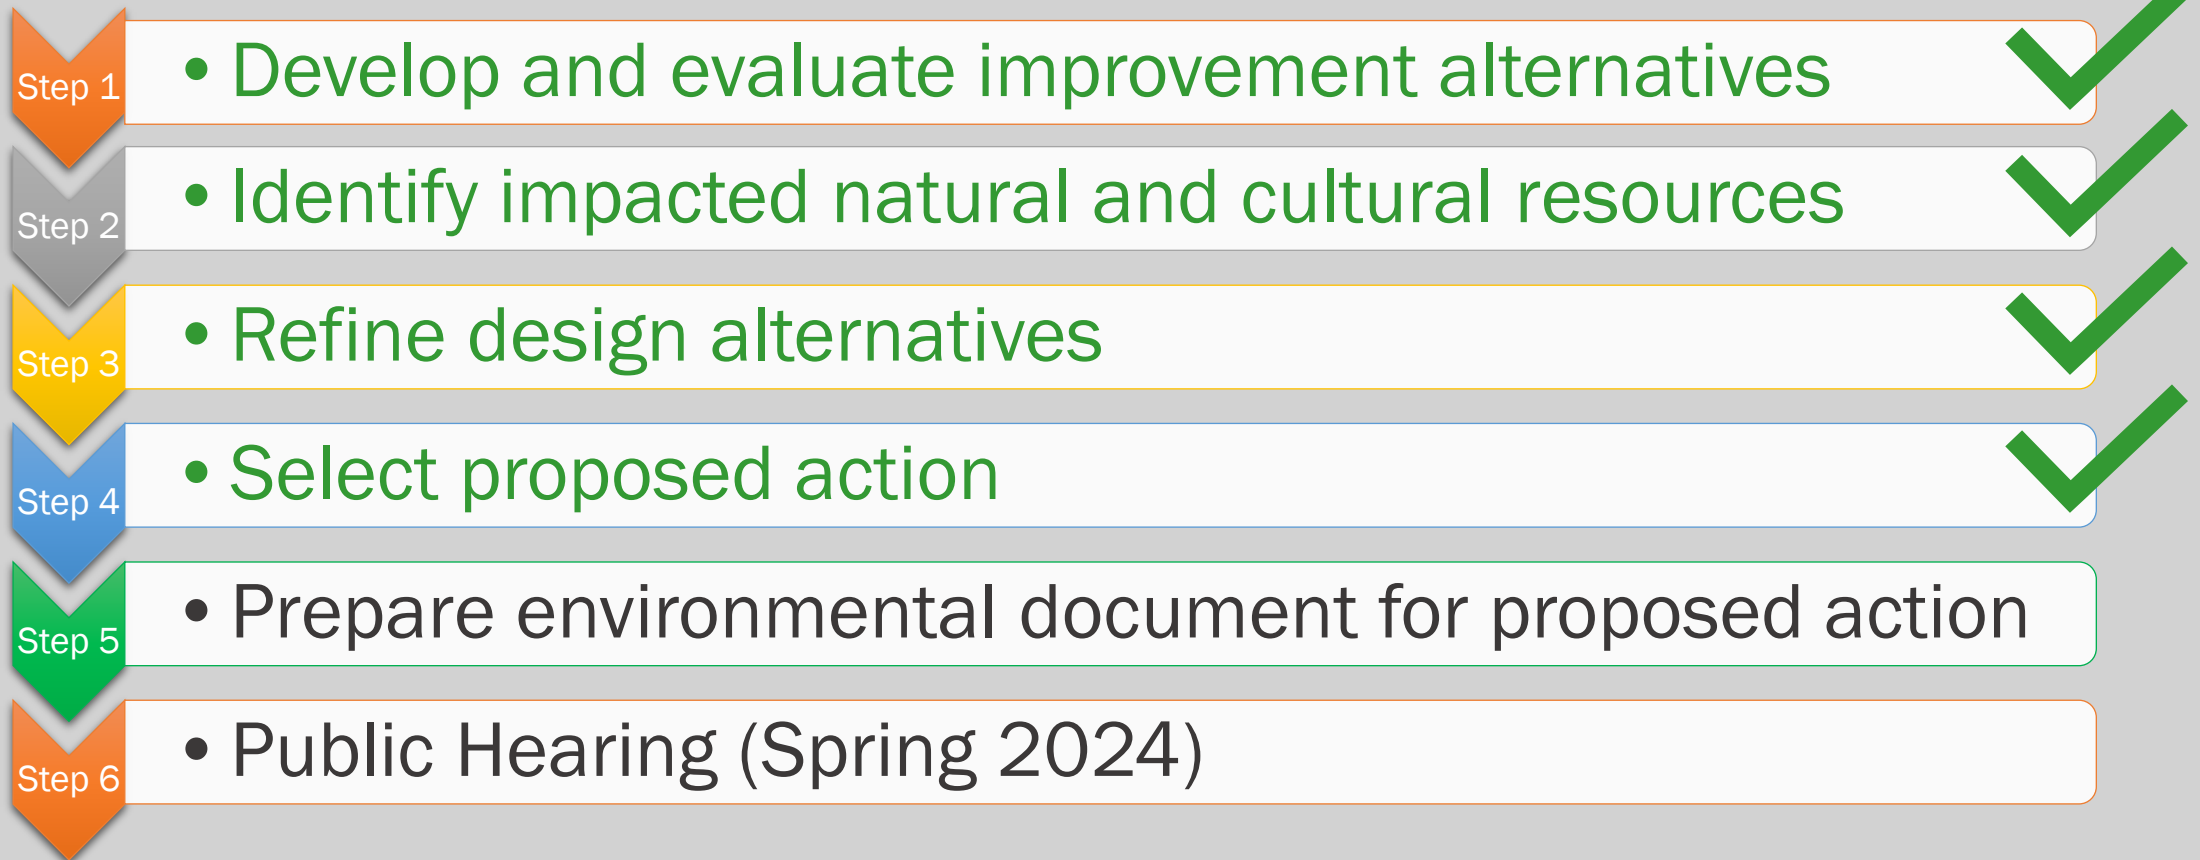 Step 1
• Develop and evaluate improvement alternatives
Step 2
• Identify impacted natural and cultural resources
Step 3
• Refine design alternatives
Step 4
• Select proposed action
Step 5
• Prepare environmental document for proposed action
Step 6
• Public Hearing (Spring 2024)